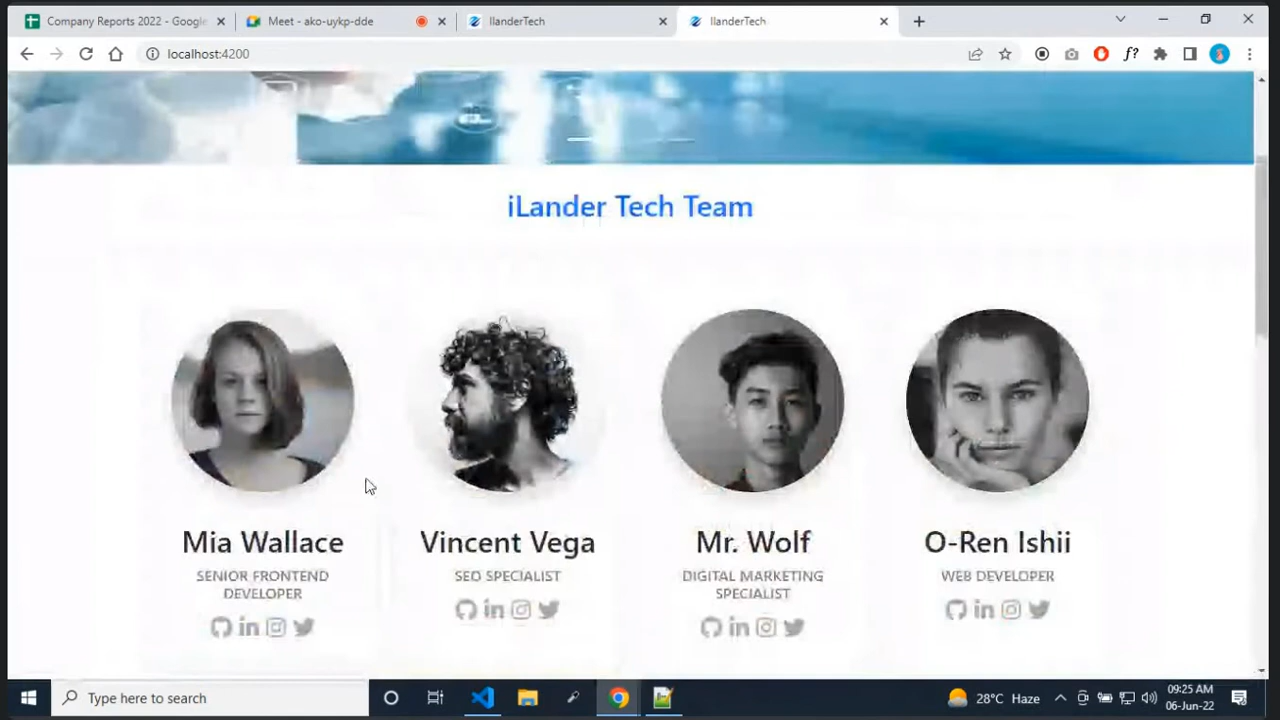 Company Reports 2022 - Google
Meet - ako-uykp-dde
IlanderTech
IlanderTech
localhost:4200
f?
iLander Tech Team
Mia Wallace
SENIOR FRONTEND
DEVELOPER
Vincent Vega
SEO SPECIALIST
Mr. Wolf
DIGITAL MARKETING
SPECIALIST
O-Ren Ishii
WEB DEVELOPER
Type here to search
28°C Haze
09:25 AM
06-Jun-22